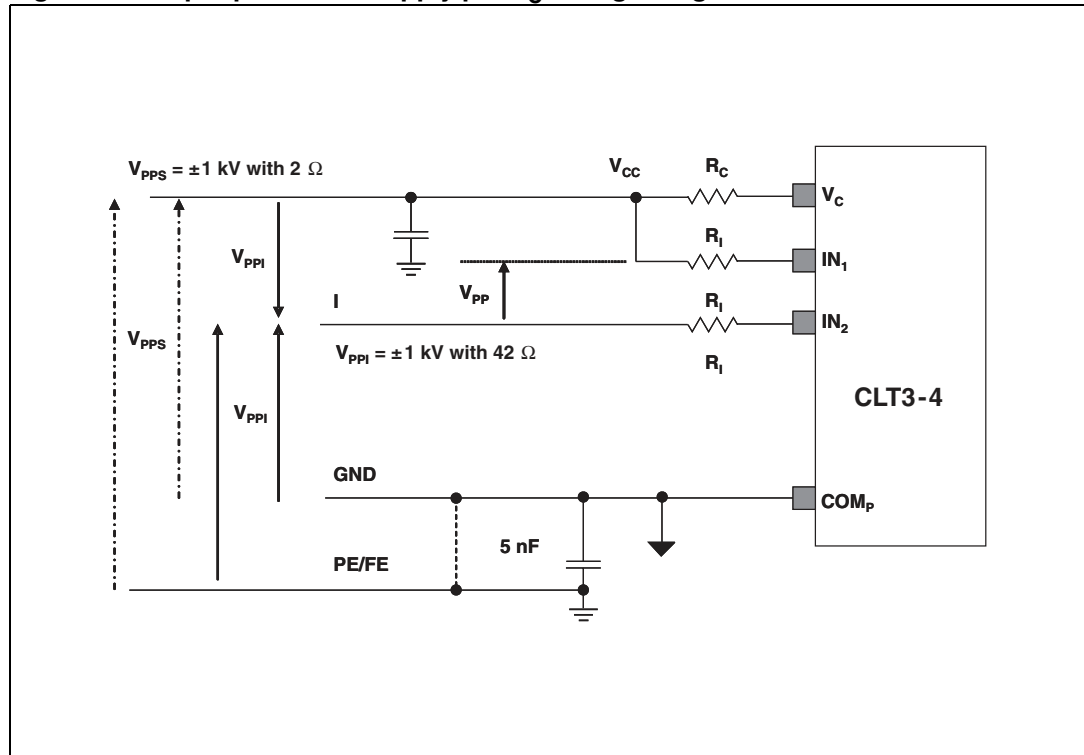 V_PPS = ±1 kV with 2 Ω
V_CC
R_C
V_C
R_I
IN_1
V_PPI
V_PP
I
R_I
IN_2
V_PPS
V_PPI = ±1 kV with 42 Ω
R_I
CLT3-4
V_PPI
GND
COM_P
5 nF
PE/FE